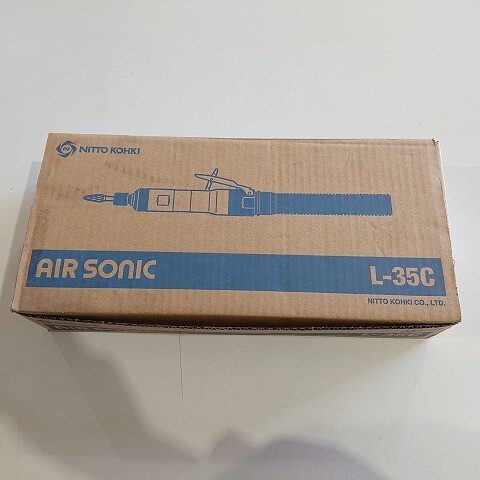 NITTO KOHKI
AIR SONIC
L-35C
NITTO KOHKI CO., LTD.